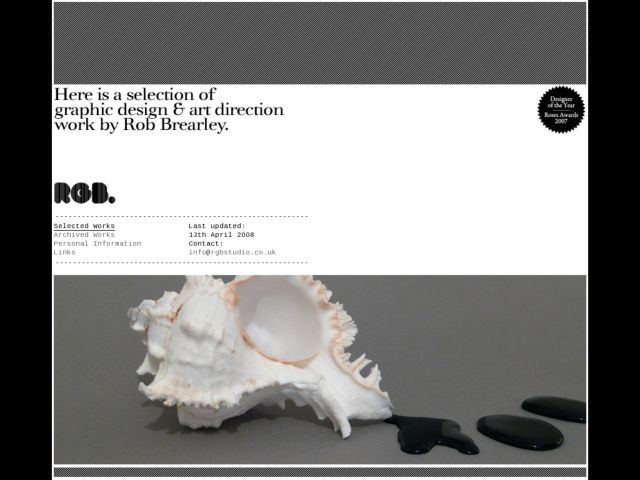 Here is a selection of
graphic design & art direction
work by Rob Brearley.
Designer
of the Year
Roses Awards
2007
RGB.
Selected Works
Archived Works
Personal Information
Links
Last updated:
13th April 2008
Contact:
info@rgbstudio.co.uk